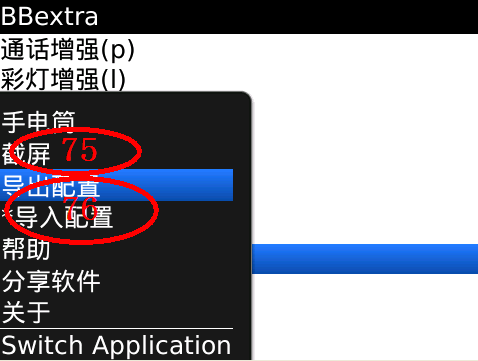 BBextra
通话增强(p)
彩灯增强(l)
手电筒
截屏 75
导出配置
76
*导入配置
帮助
分享软件
关于
Switch Application